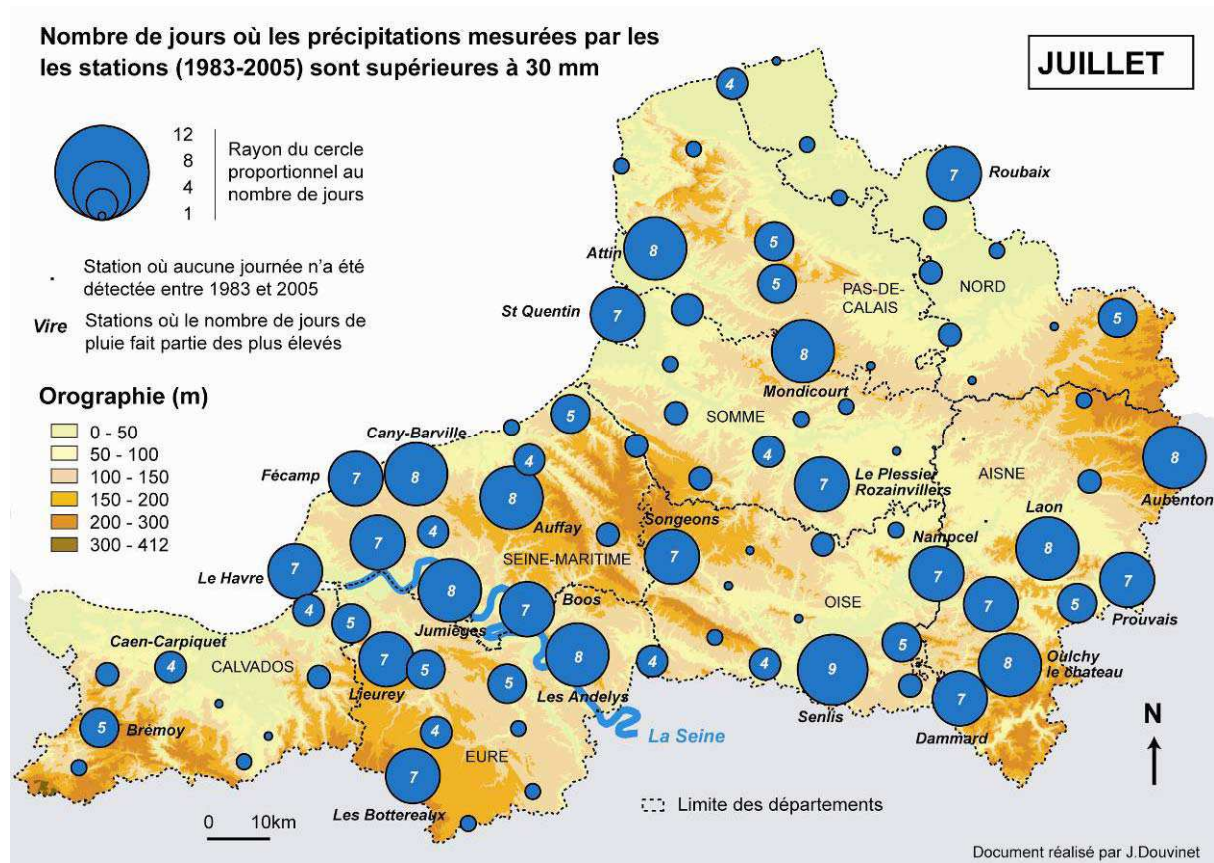 Nombre de jours où les précipitations mesurées par les
les stations (1983-2005) sont supérieures à 30 mm
JUILLET
12
8
4
1
Rayon du cercle
proportionnel au
nombre de jours
Station où aucune journée n'a été
détectée entre 1983 et 2005
Vire
Stations où le nombre de jours de
pluie fait partie des plus élevés
Orographie (m)
0 - 50
50 - 100
100 - 150
150 - 200
200 - 300
300 - 412
4
7
Roubaix
8
Attin
5
5
PAS-DE-
CALAIS
NORD
7
St Quentin
5
8
Mondicourt
SOMME
5
4
4
Cany-Barville
Fécamp
7
8
8
Auffay
7
Le Plessier
Rozainvillers
AISNE
8
Aubenton
Laon
8
Songeons
7
Nampcel
7
7
4
SEINE-MARITIME
Le Havre
7
4
8
Jumièges
7
Boos
OISE
7
5
7
Prouvais
5
Caen-Carpiquet
4
CALVADOS
7
Lieurey
5
5
8
Les Andelys
4
4
9
Senlis
5
8
Oulchy
le chateau
7
Dammard
5
Brémoy
4
EURE
La Seine
7
Les Bottereaux
N
0 10km
Limite des départements
Document réalisé par J.Douvinet